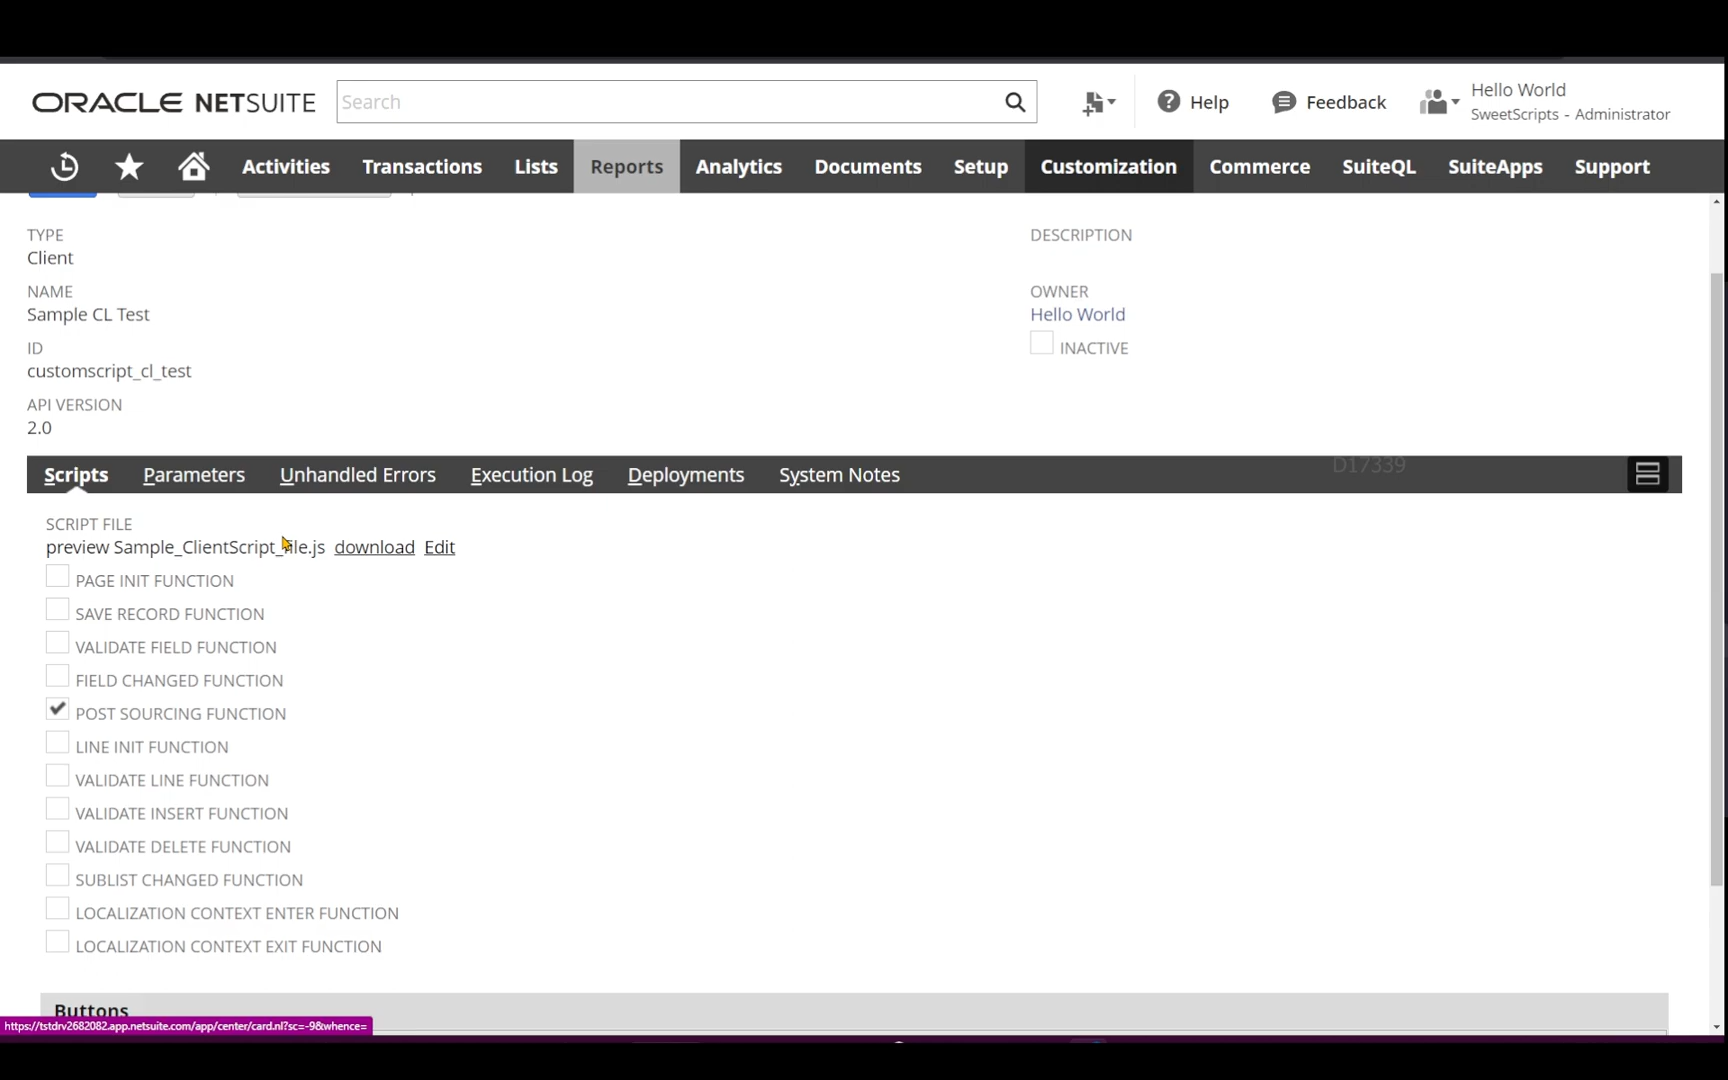 ORACLE NETSUITE
Search
Help
Feedback
Hello World
SweetScripts - Administrator
Activities
Transactions
Lists
Reports
Analytics
Documents
Setup
Customization
Commerce
SuiteQL
SuiteApps
Support
TYPE
Client
NAME
Sample CL Test
ID
customscript_cl_test
API VERSION
2.0
DESCRIPTION
OWNER
Hello World
INACTIVE
Scripts
Parameters
Unhandled Errors
Execution Log
Deployments
System Notes
D17339
SCRIPT FILE
preview Sample_ClientScript_file.js download Edit
PAGE INIT FUNCTION
SAVE RECORD FUNCTION
VALIDATE FIELD FUNCTION
FIELD CHANGED FUNCTION
POST SOURCING FUNCTION
LINE INIT FUNCTION
VALIDATE LINE FUNCTION
VALIDATE INSERT FUNCTION
VALIDATE DELETE FUNCTION
SUBLIST CHANGED FUNCTION
LOCALIZATION CONTEXT ENTER FUNCTION
LOCALIZATION CONTEXT EXIT FUNCTION
Buttons
https://tstdrv2682082.app.netsuite.com/app/center/card.nl?sc=-9&whence=